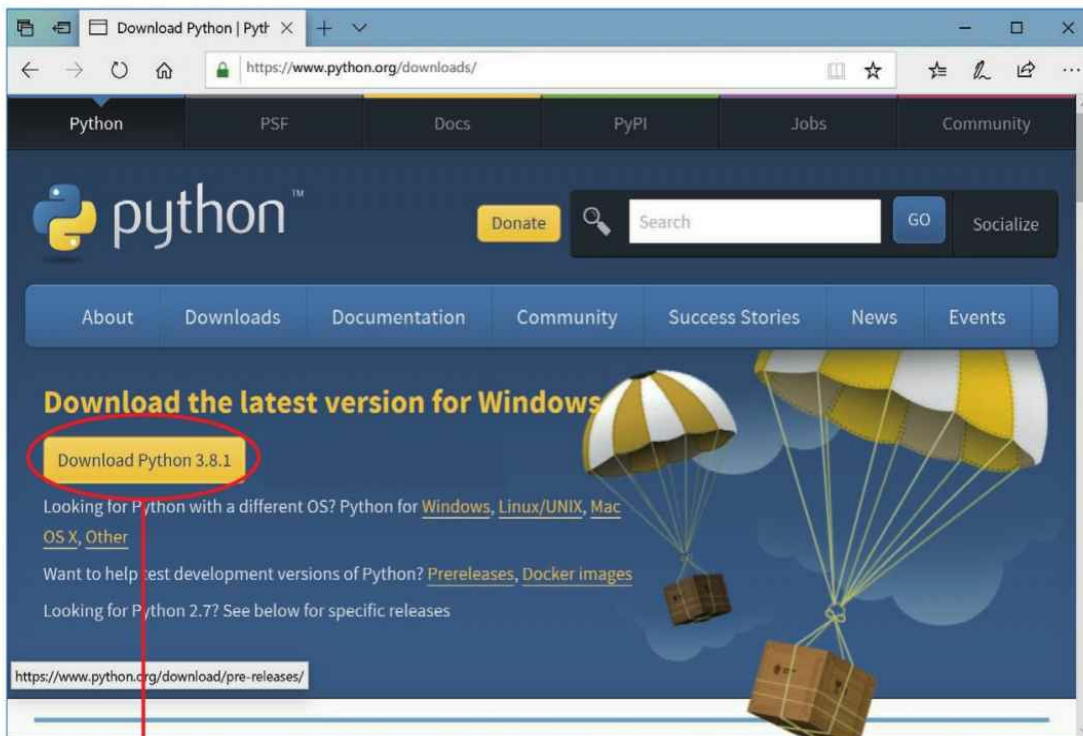 Download Python | Pyth
https://www.python.org/downloads/
Python PSF Docs PyPI Jobs Community
python™
Donate Search GO Socialize
About Downloads Documentation Community Success Stories News Events
Download the latest version for Windows
Download Python 3.8.1
Looking for Python with a different OS? Python for Windows, Linux/UNIX, Mac
OS X, Other
Want to help test development versions of Python? Prereleases, Docker images
Looking for Python 2.7? See below for specific releases
https://www.python.org/download/pre-releases/